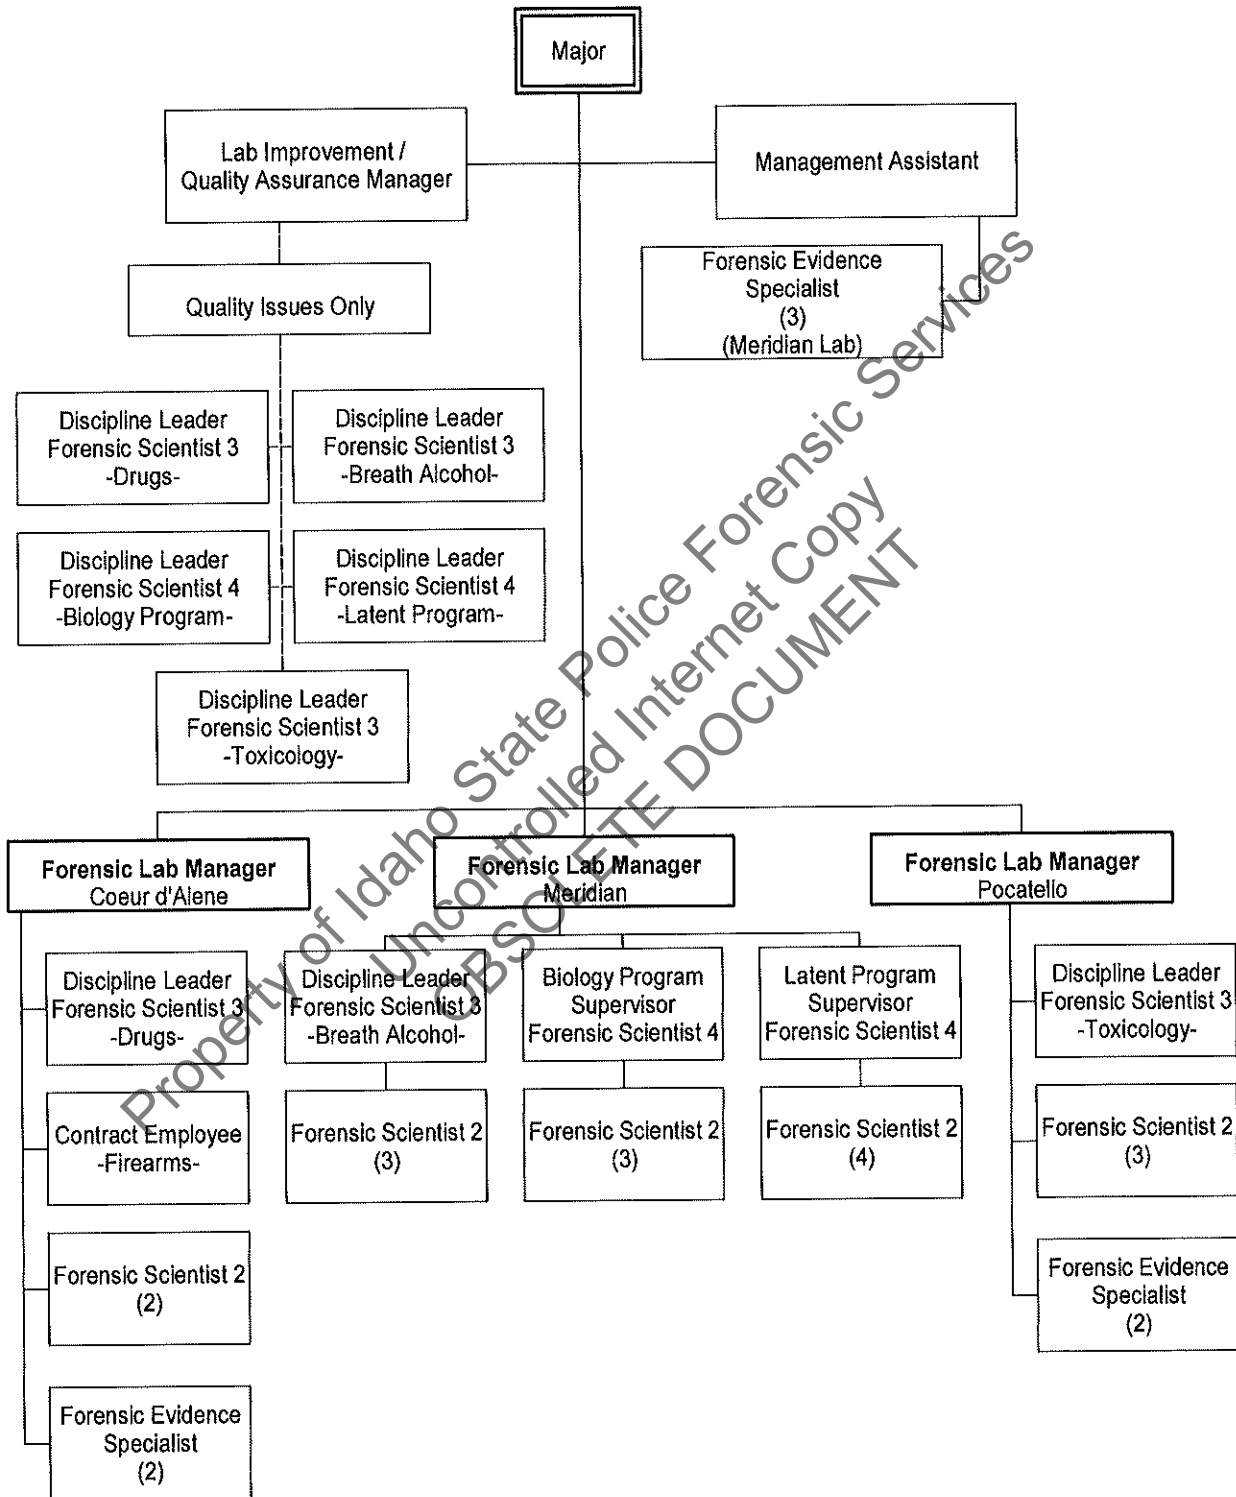 Major
Lab Improvement /
Quality Assurance Manager
Management Assistant
Quality Issues Only
Forensic Evidence
Specialist
(3)
(Meridian Lab)
Discipline Leader
Forensic Scientist 3
-Drugs-
Discipline Leader
Forensic Scientist 3
-Breath Alcohol-
Discipline Leader
Forensic Scientist 4
-Biology Program-
Discipline Leader
Forensic Scientist 4
-Latent Program-
Discipline Leader
Forensic Scientist 3
-Toxicology-
Forensic Lab Manager
Coeur d'Alene
Forensic Lab Manager
Meridian
Forensic Lab Manager
Pocatello
Discipline Leader
Forensic Scientist 3
-Drugs-
Discipline Leader
Forensic Scientist 3
-Breath Alcohol-
Biology Program
Supervisor
Forensic Scientist 4
Latent Program
Supervisor
Forensic Scientist 4
Discipline Leader
Forensic Scientist 3
-Toxicology-
Contract Employee
-Firearms-
Forensic Scientist 2
(3)
Forensic Scientist 2
(3)
Forensic Scientist 2
(4)
Forensic Scientist 2
(3)
Forensic Scientist 2
(2)
Forensic Evidence
Specialist
(2)
Forensic Evidence
Specialist
(2)
Property of Idaho State Police Forensic Services
Uncontrolled Internet Copy
OBSOLETE DOCUMENT